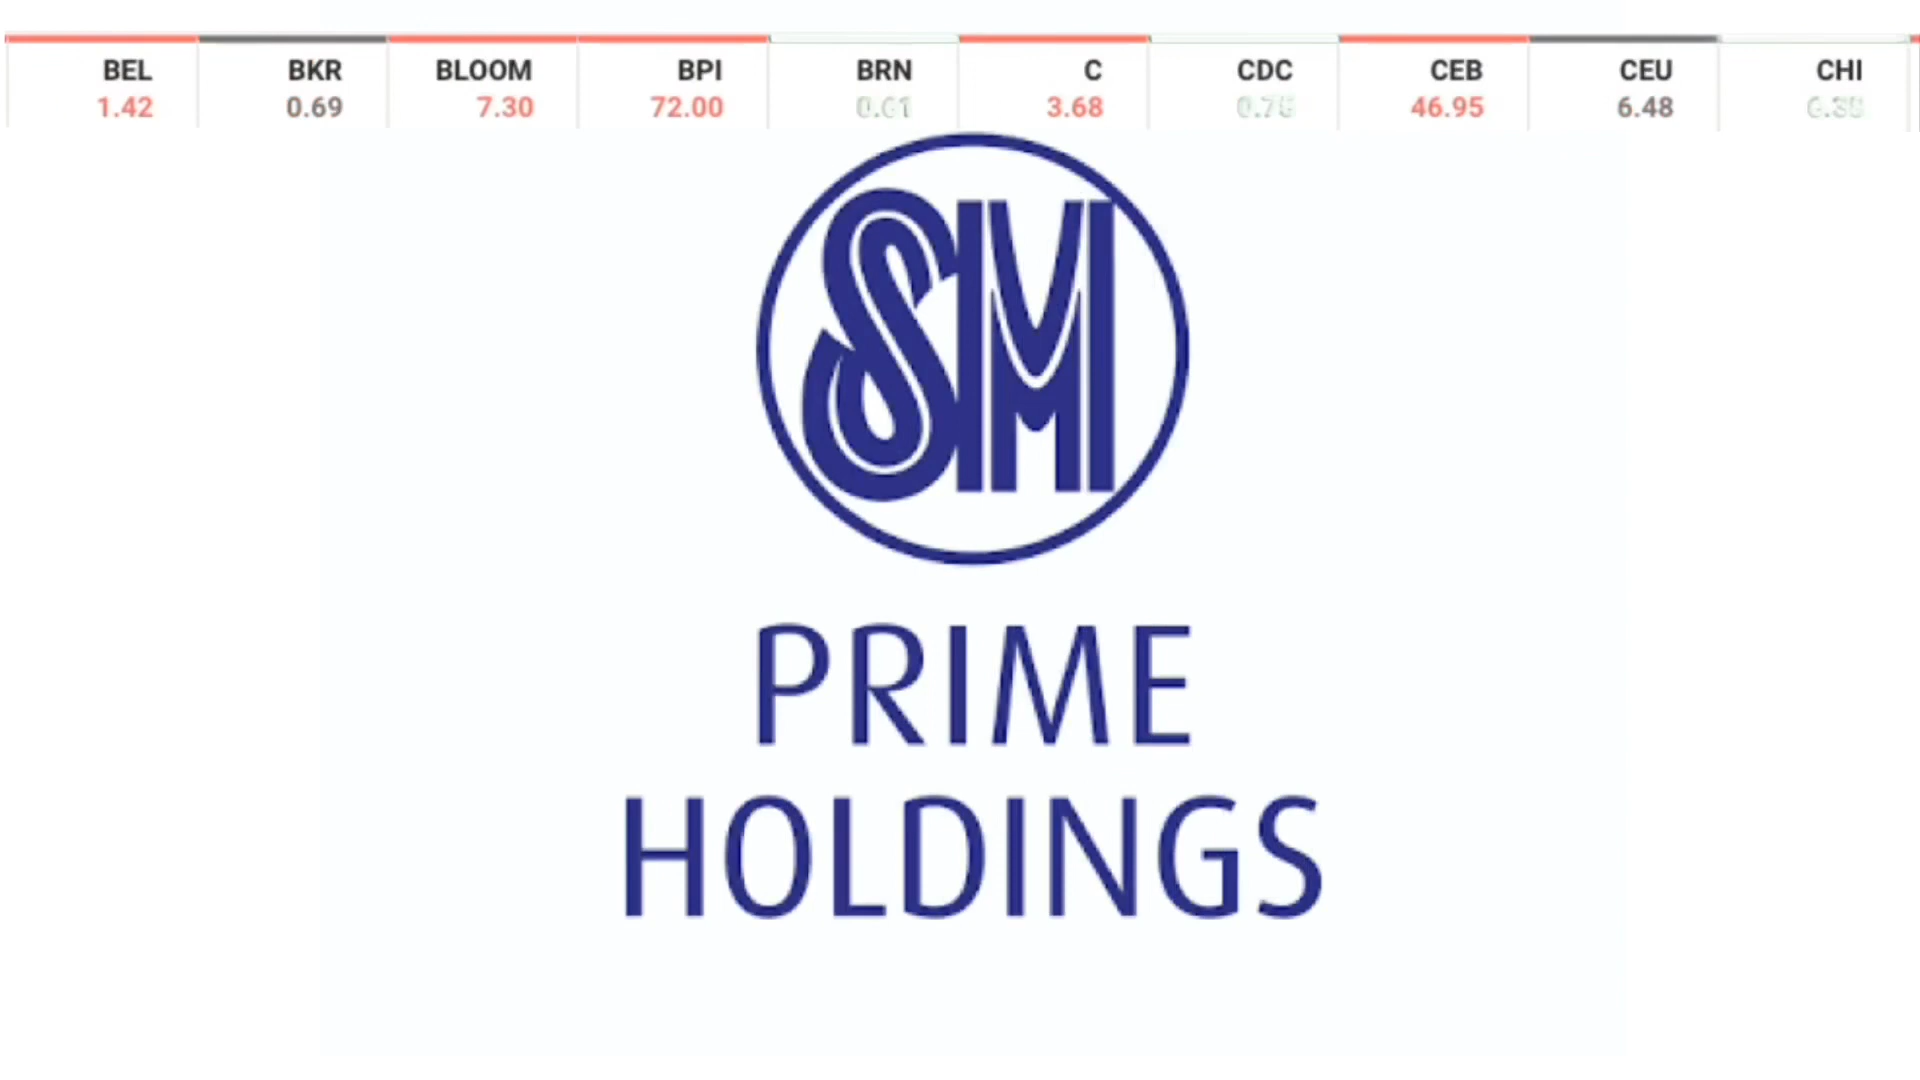 BEL BKR BLOOM BPI BRN C CDC CEB CEU CHI
1.42 0.69 7.30 72.00 3.68 46.95 6.48
SM
PRIME
HOLDINGS